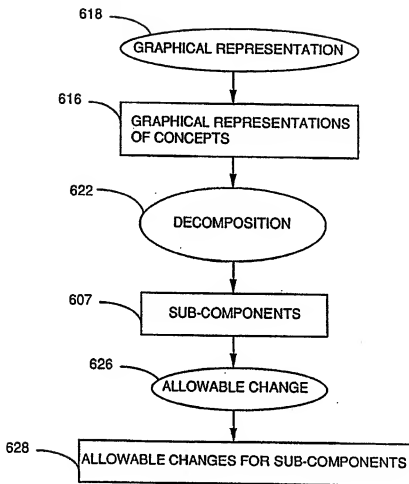 618
GRAPHICAL REPRESENTATION
616
GRAPHICAL REPRESENTATIONS
OF CONCEPTS
622
DECOMPOSITION
607
SUB-COMPONENTS
626
ALLOWABLE CHANGE
628
ALLOWABLE CHANGES FOR SUB-COMPONENTS